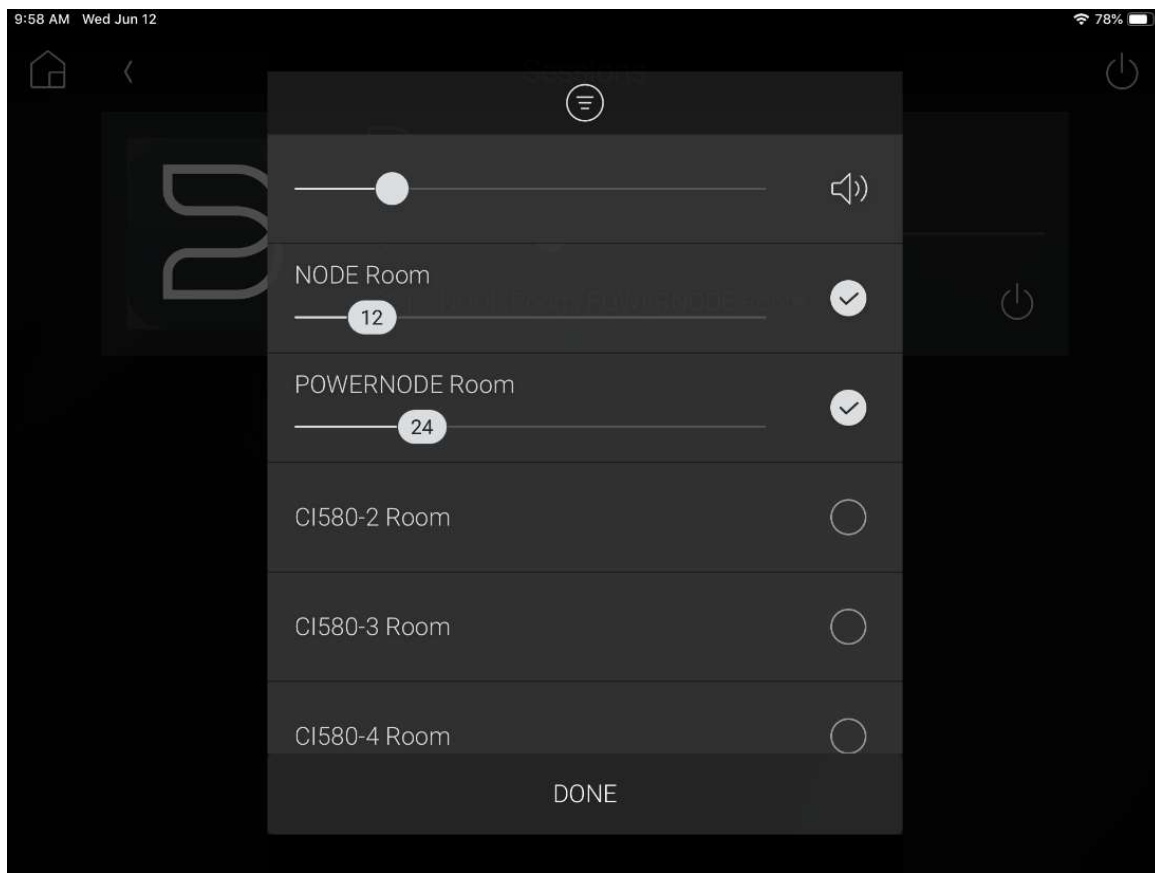 9:58 AM Wed Jun 12
78%
Sessions
NODE Room
12
POWERNODE Room
24
CI580-2 Room
CI580-3 Room
CI580-4 Room
DONE